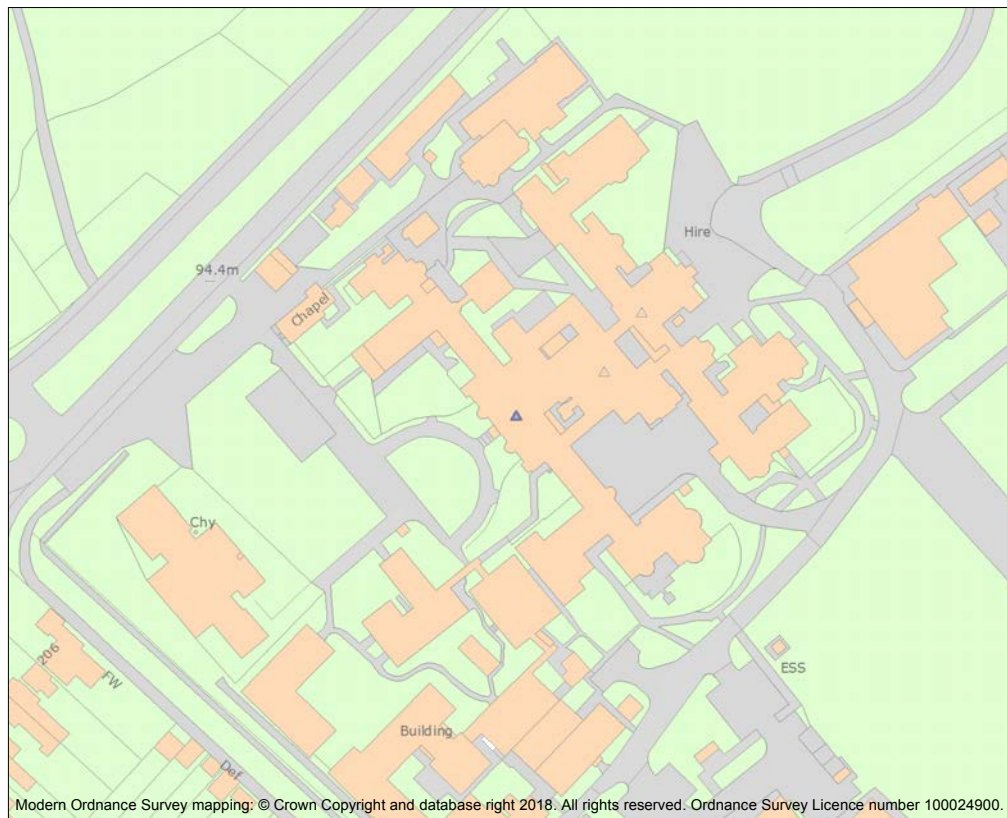 Hire
94.4m
Chapel
Chy
206
FW
ESS
Building
Def
Modern Ordnance Survey mapping: © Crown Copyright and database right 2018. All rights reserved. Ordnance Survey Licence number 100024900.